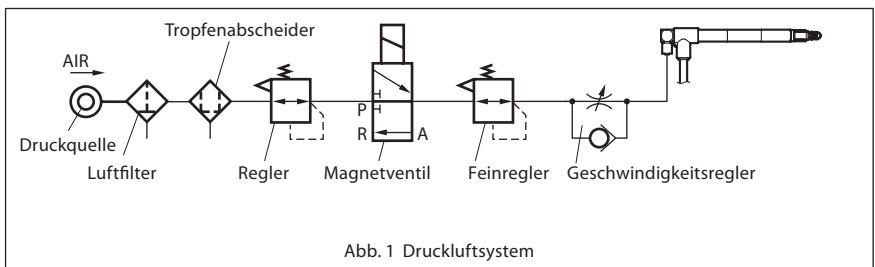 Tropfenabscheider
AIR
P
R
A
Druckquelle
Luftfilter
Regler
Magnetventil
Feinregler
Geschwindigkeitsregler
Abb. 1 Druckluftsystem